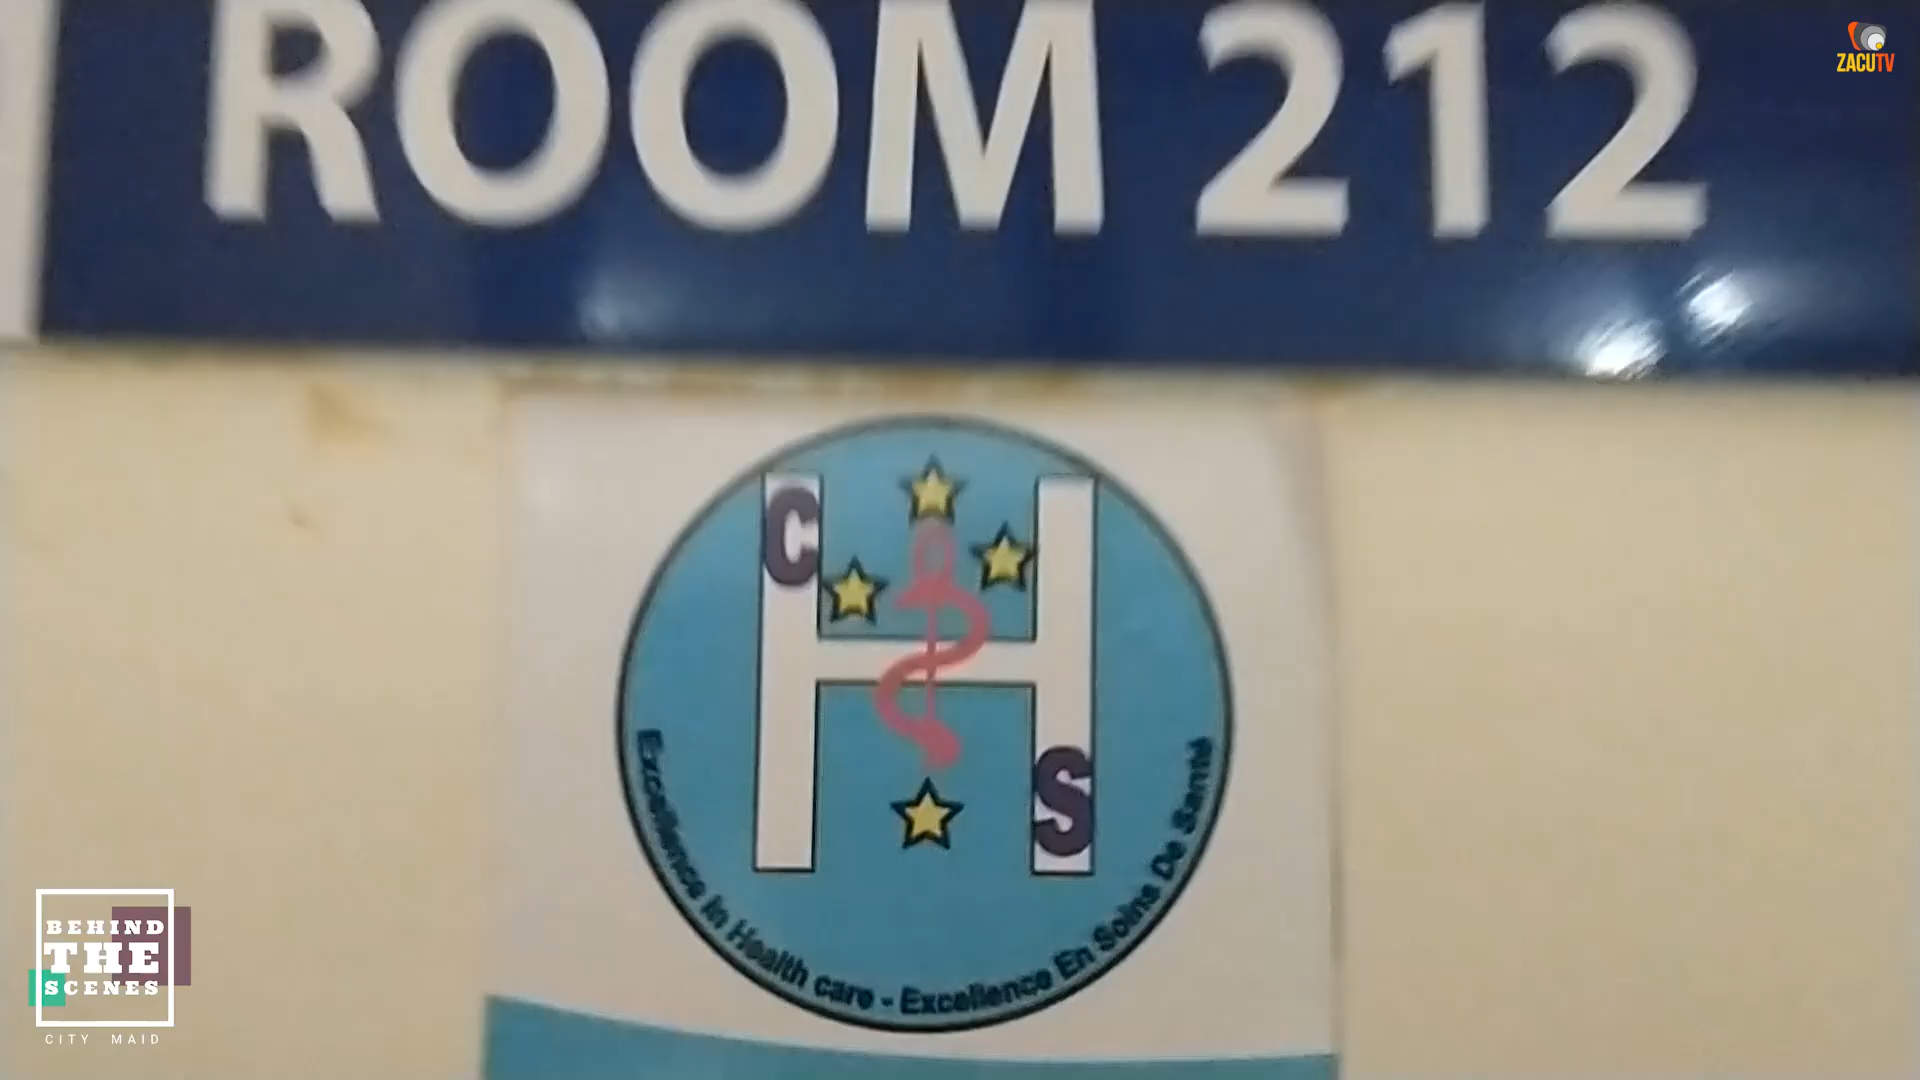 ROOM 212
ZACUTV
C
H
S
Excellence in Health care - Excellence En Soins De Santé
BEHIND
THE
SCENES
CITY MAID